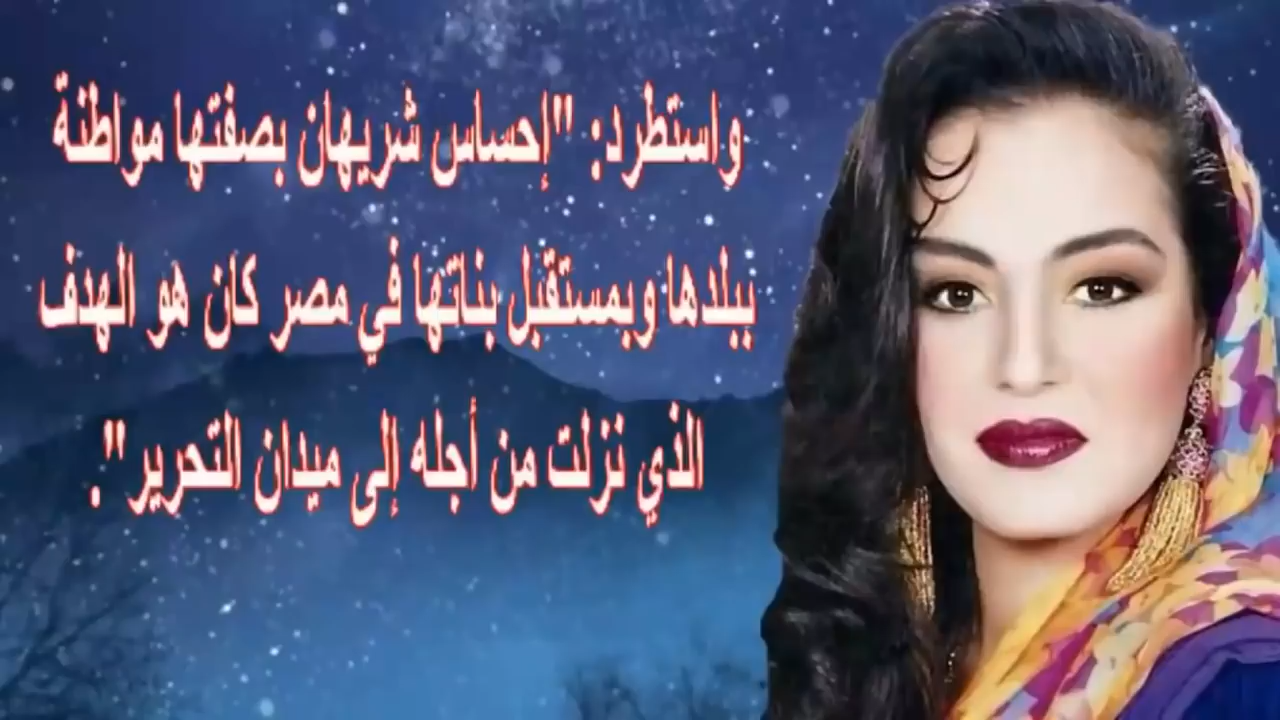 واستطرد: "إحساس شريهان بصفتها مواطنة
ببلدها وبمستقبل بناتها في مصر كان هو الهدف
الذي نزلت من أجله إلى ميدان التحرير".